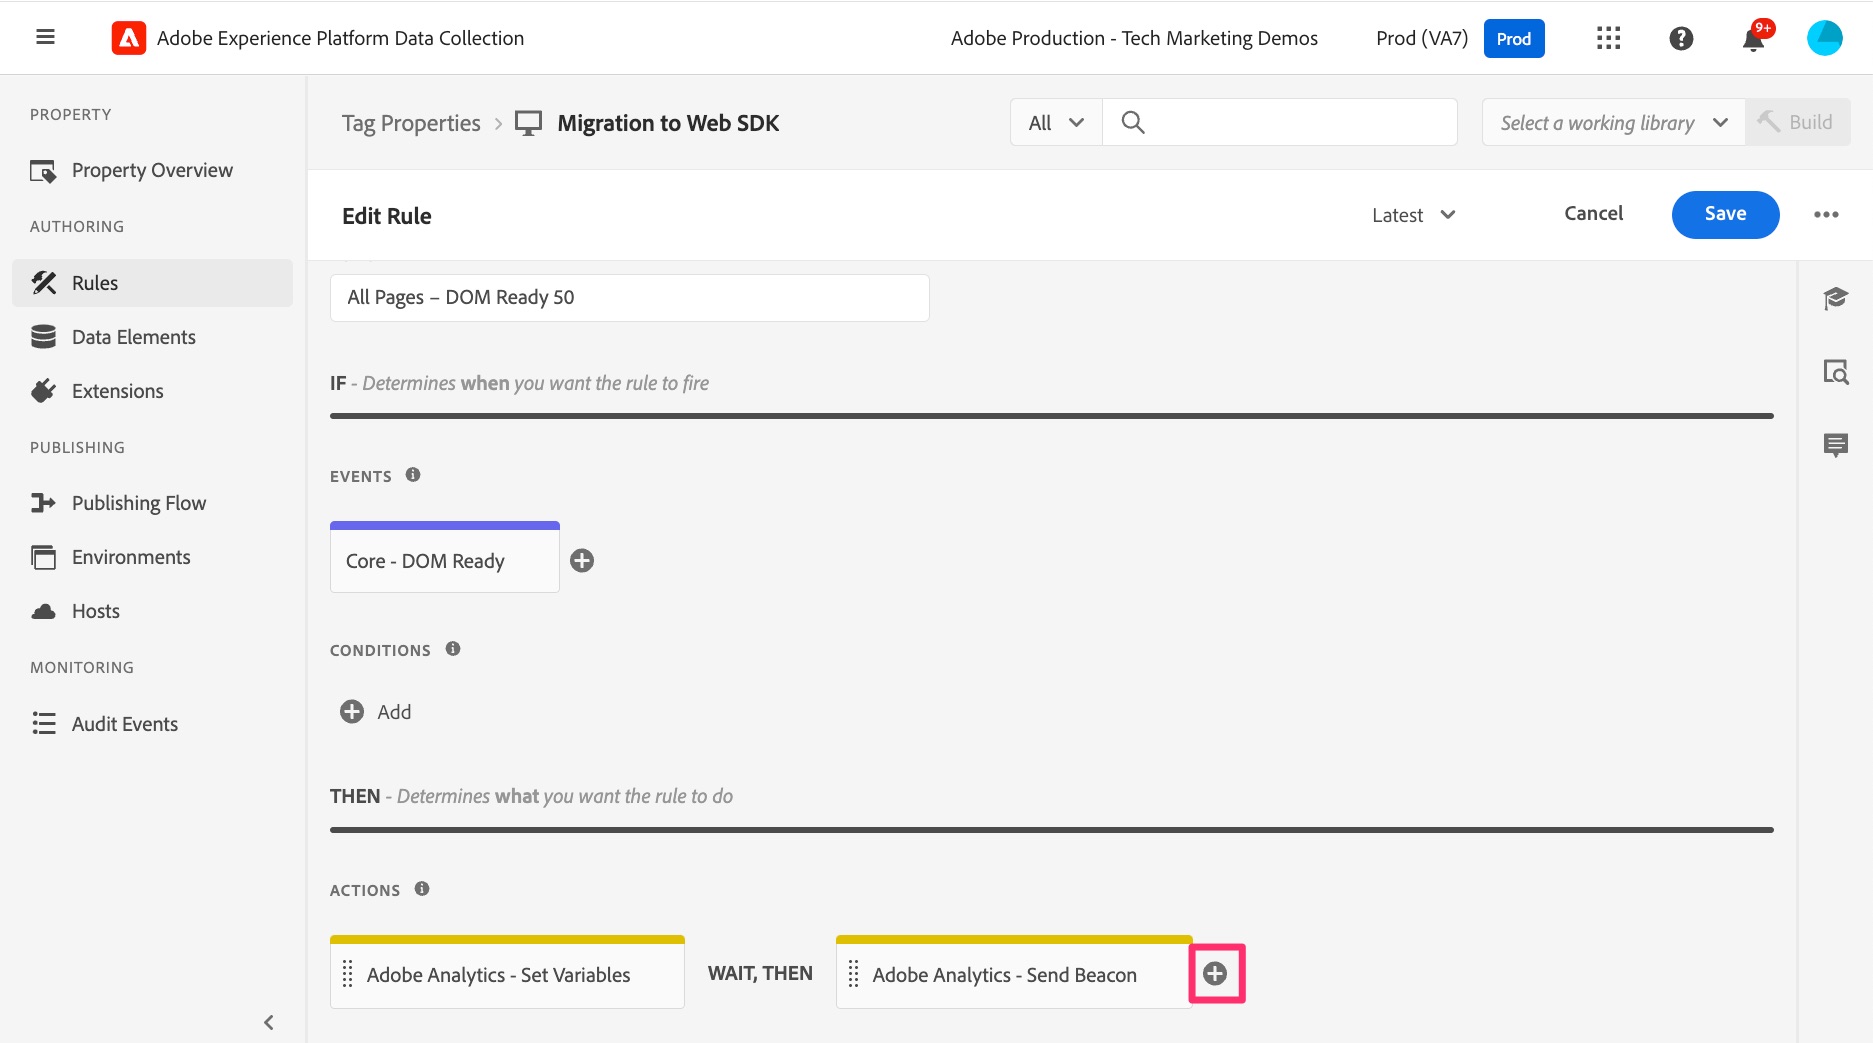 Adobe Experience Platform Data Collection
Adobe Production - Tech Marketing Demos
Prod (VA7)
Prod
9+
PROPERTY
Property Overview
AUTHORING
Rules
Data Elements
Extensions
PUBLISHING
Publishing Flow
Environments
Hosts
MONITORING
Audit Events
Tag Properties > Migration to Web SDK
All
Select a working library
Build
Edit Rule
Latest
Cancel
Save
All Pages – DOM Ready 50
IF - Determines when you want the rule to fire
EVENTS
Core - DOM Ready
CONDITIONS
Add
THEN - Determines what you want the rule to do
ACTIONS
Adobe Analytics - Set Variables
WAIT, THEN
Adobe Analytics - Send Beacon